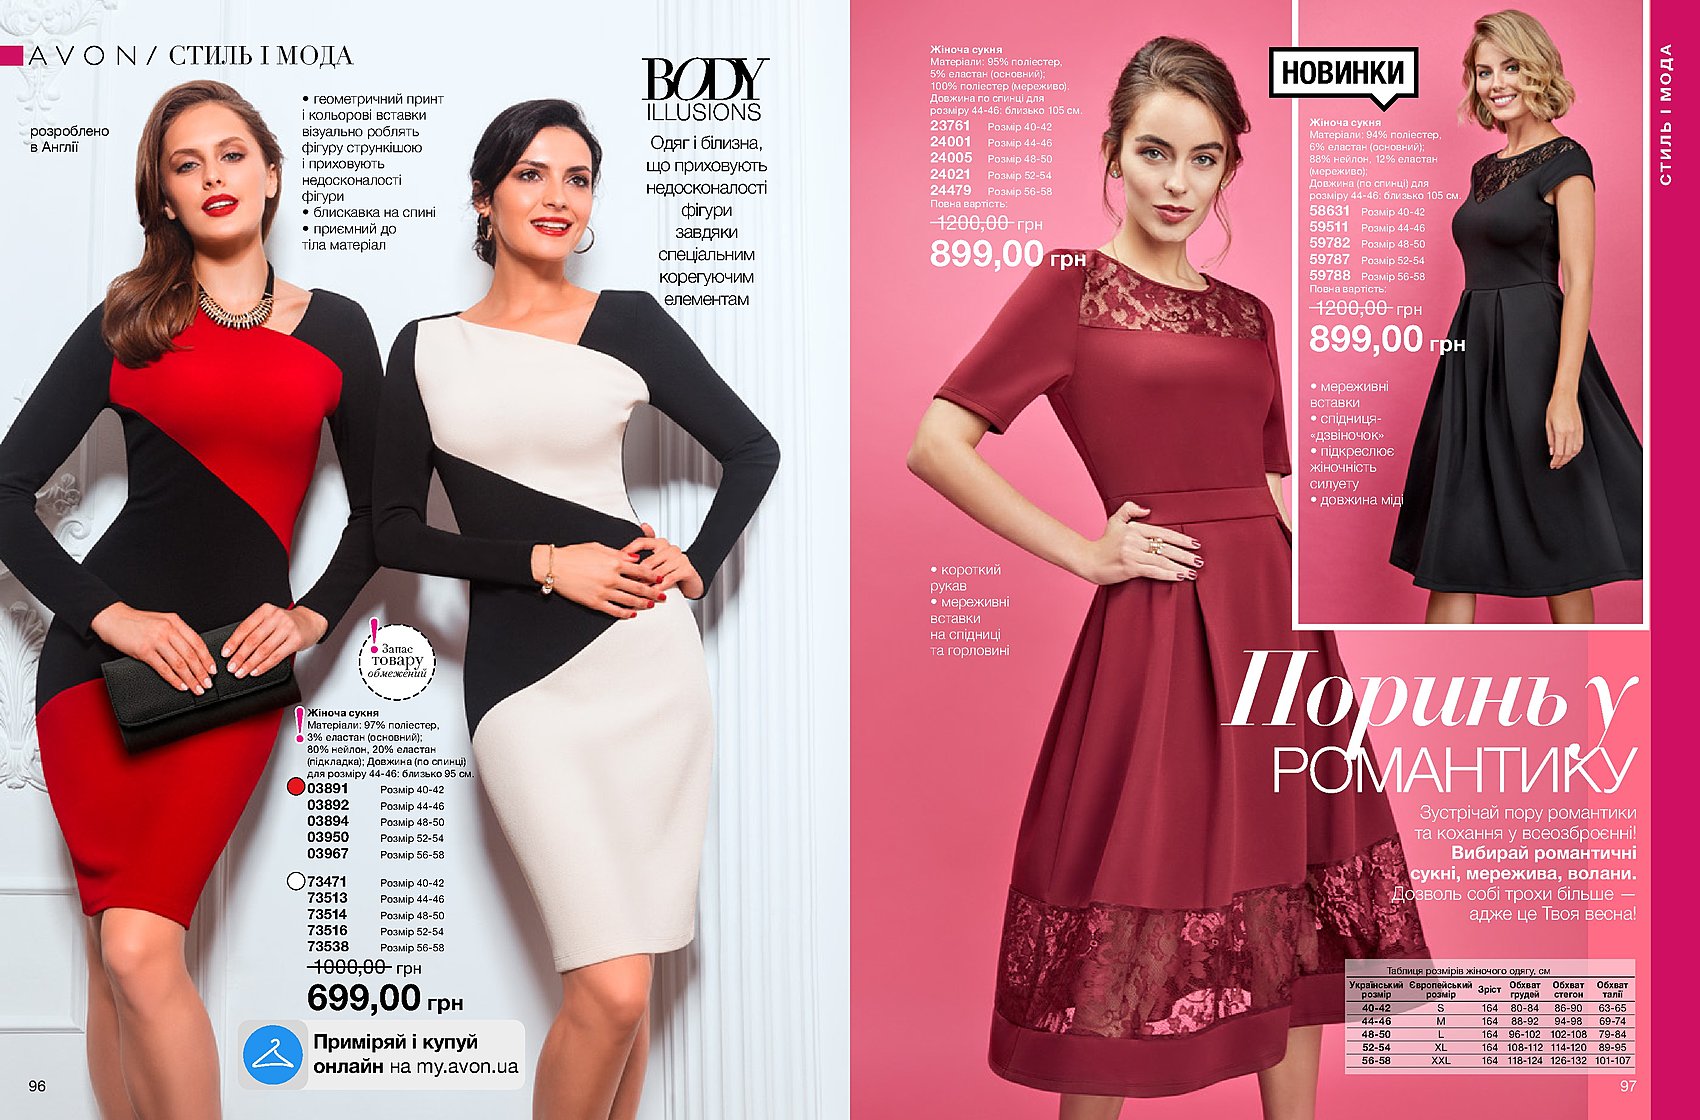 AVON / СТИЛЬ І МОДА
розроблено
в Англії
• геометричний принт
і кольорові вставки
візуально роблять
фігуру стрункішою
і приховують
недосконалості
фігури
• блискавка на спині
• приємний до
тіла матеріал
BODY
ILLUSIONS
Одяг і білизна,
що приховують
недосконалості
фігури
завдяки
спеціальним
корегуючим
елементам
! Запас
товару
обмежений
! Жіноча сукня
Матеріали: 97% поліестер,
3% еластан (основний);
80% нейлон, 20% еластан
(підкладка); Довжина (по спинці)
для розміру 44-46: близько 95 см.
03891 Розмір 40-42
03892 Розмір 44-46
03894 Розмір 48-50
03950 Розмір 52-54
03967 Розмір 56-58
73471 Розмір 40-42
73513 Розмір 44-46
73514 Розмір 48-50
73516 Розмір 52-54
73538 Розмір 56-58
1000,00 грн
699,00 грн
Приміряй і купуй
онлайн на my.avon.ua
96
Жіноча сукня
Матеріали: 95% поліестер,
5% еластан (основний);
100% поліестер (мереживо).
Довжина по спинці для
розміру 44-46: близько 105 см.
23761 Розмір 40-42
24001 Розмір 44-46
24005 Розмір 48-50
24021 Розмір 52-54
24479 Розмір 56-58
Повна вартість:
1200,00 грн
899,00 грн
• короткий
рукав
• мереживні
вставки
на спідниці
та горловині
НОВИНКИ
Жіноча сукня
Матеріали: 94% поліестер,
6% еластан (основний);
88% нейлон, 12% еластан
(мереживо);
Довжина (по спинці) для
розміру 44-46: близько 105 см.
58631 Розмір 40-42
59511 Розмір 44-46
59782 Розмір 48-50
59787 Розмір 52-54
59788 Розмір 56-58
Повна вартість:
1200,00 грн
899,00 грн
• мереживні
вставки
• спідниця-
«дзвіночок»
• підкреслює
жіночність
силуету
• довжина міді
СТИЛЬ І МОДА
Поринь у
РОМАНТИКУ
Зустрічай пору романтики
та кохання у всеозброєнні!
Вибирай романтичні
сукні, мережива, волани.
Дозволь собі трохи більше —
адже це Твоя весна!
Таблиця розмірів жіночого одягу, см
Український розмір Європейський розмір Зріст Обхват грудей Обхват стегон Обхват талії
40-42 S 164 80-84 86-90 63-65
44-46 M 164 88-92 94-98 69-74
48-50 L 164 96-102 102-108 79-84
52-54 XL 164 108-112 114-120 89-95
56-58 XXL 164 118-124 126-132 101-107
97